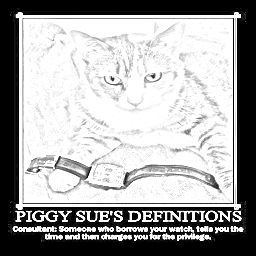 PIGGY SUE'S DEFINITIONS
Consultant: Someone who borrows your watch, tells you the
time and then charges you for the privilege.